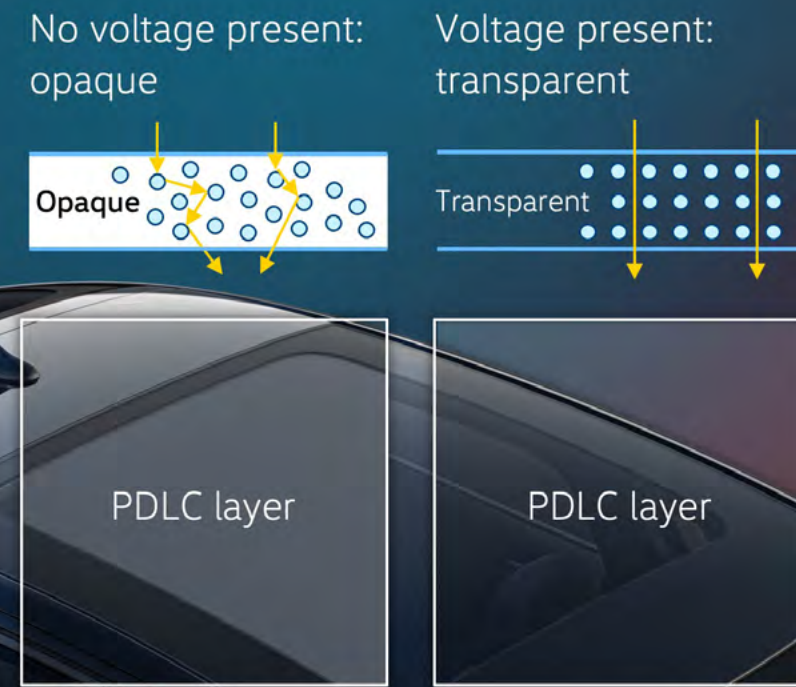 No voltage present:
opaque
Voltage present:
transparent
Opaque
Transparent
PDLC layer
PDLC layer